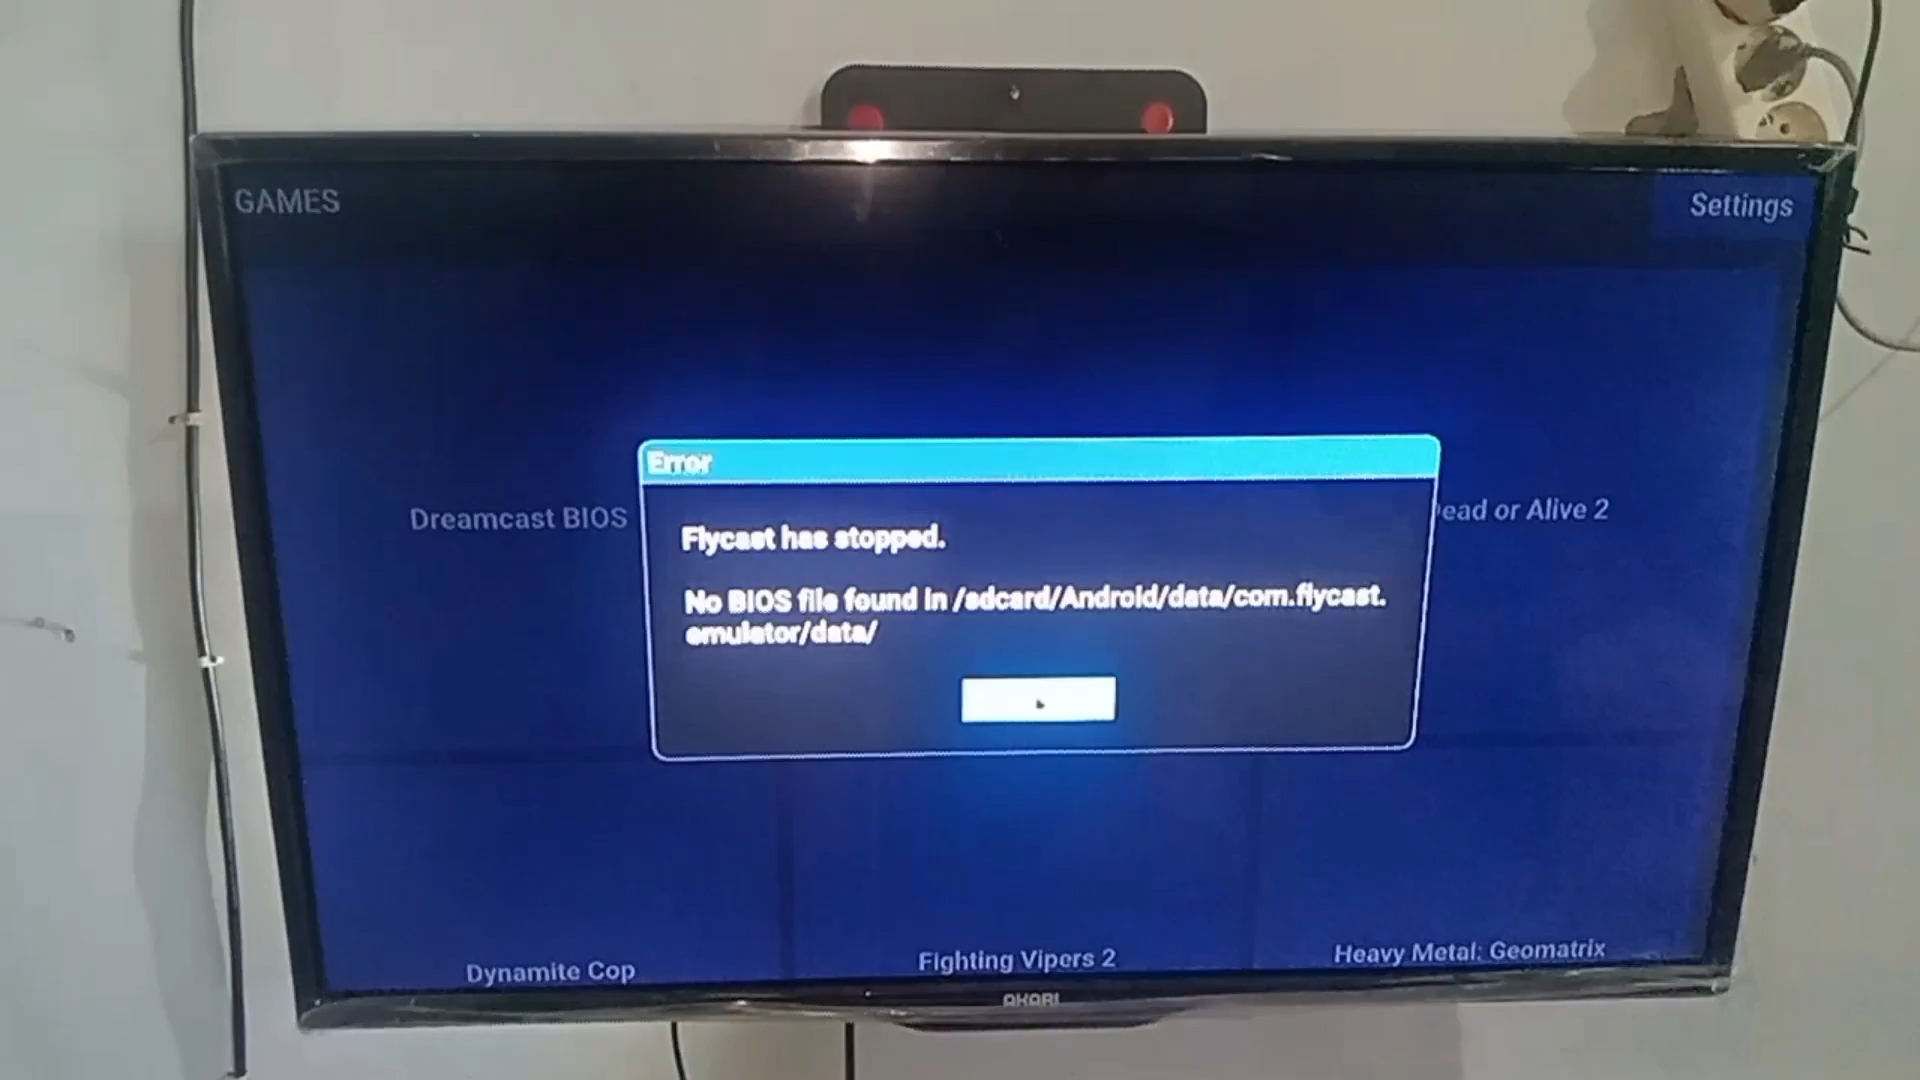 GAMES
Settings
Error
Flycast has stopped.
No BIOS file found in /sdcard/Android/data/com.flycast.
emulator/data/
Dreamcast BIOS
ead or Alive 2
Dynamite Cop
Fighting Vipers 2
Heavy Metal: Geomatrix
AKARI